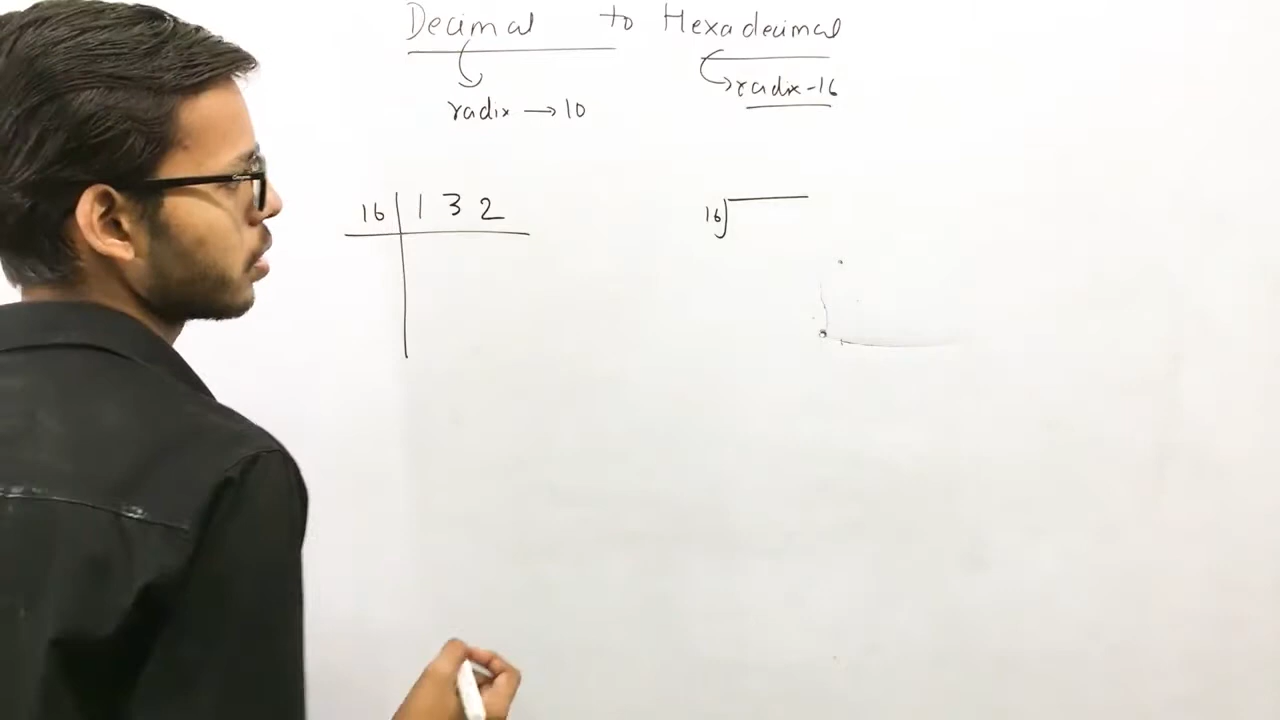 Decimal to Hexadecimal
radix → 10
radix - 16
16 1 3 2
16